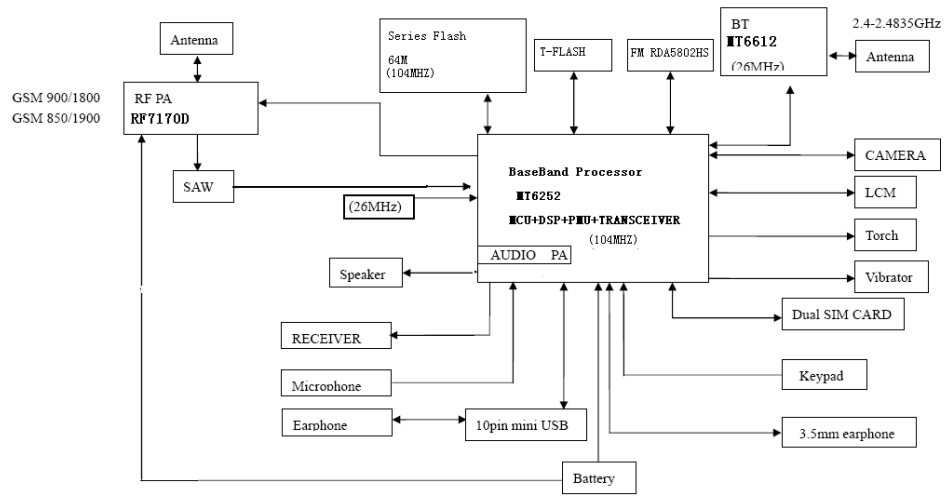 Antenna
Series Flash
64M
(104MHZ)
T-FLASH
FM RDA5802HS
BT
MT6612
(26MHz)
2.4-2.4835GHz
Antenna
GSM 900/1800
GSM 850/1900
RF PA
RF7170D
SAW
(26MHz)
BaseBand Processor
MT6252
MCU+DSP+PMU+TRANSCEIVER
(104MHZ)
AUDIO PA
CAMERA
LCM
Torch
Vibrator
Dual SIM CARD
Speaker
RECEIVER
Microphone
Keypad
Earphone
10pin mini USB
3.5mm earphone
Battery